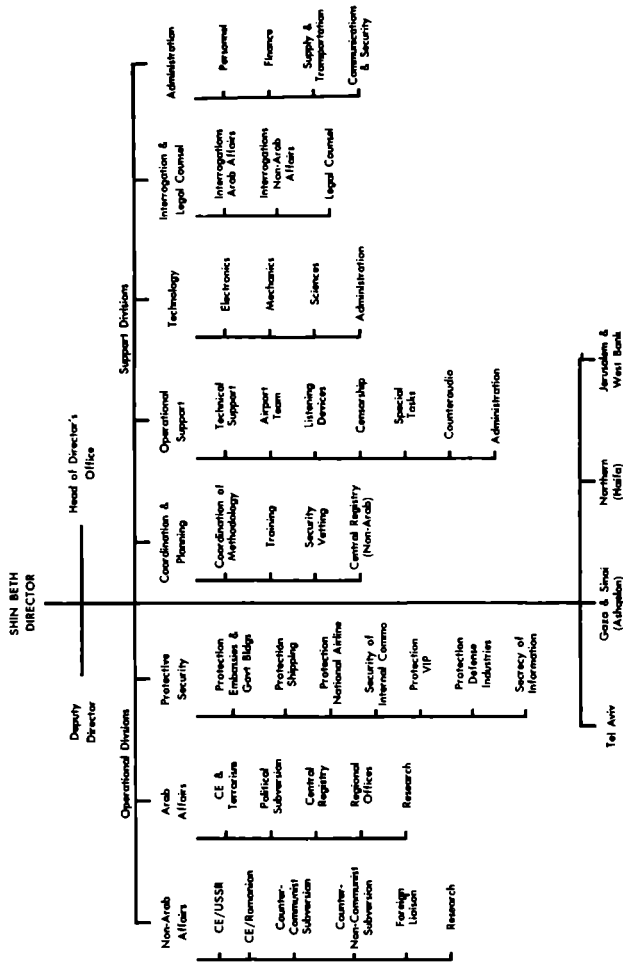 SHIN BETH
DIRECTOR
Deputy
Director
Head of Director's
Office
Operational Divisions
Support Divisions
Non-Arab
Affairs
CE/USSR
CE/Romanian
Counter-
Communist
Subversion
Counter-
Non-Communist
Subversion
Foreign
Liaison
Research
Arab
Affairs
CE &
Terrorism
Political
Subversion
Central
Registry
Regional
Offices
Research
Protective
Security
Protection
Embassies &
Govt Bldgs
Protection
Shipping
Protection
National Airline
Security of
Internal Commo
Protection
VIP
Protection
Defense
Industries
Secrecy of
Information
Coordination &
Planning
Coordination of
Methodology
Training
Security
Vetting
Central Registry
(Non-Arab)
Operational
Support
Technical
Support
Airport
Team
Listening
Devices
Censorship
Special
Tasks
Counteraudio
Administration
Technology
Electronics
Mechanics
Sciences
Administration
Interrogation &
Legal Counsel
Interrogations
Arab Affairs
Interrogations
Non-Arab
Affairs
Legal Counsel
Administration
Personnel
Finance
Supply &
Transportation
Communications
& Security
Tel Aviv
Gaza & Sinai
(Ashqelon)
Northern
(Haifa)
Jerusalem &
West Bank